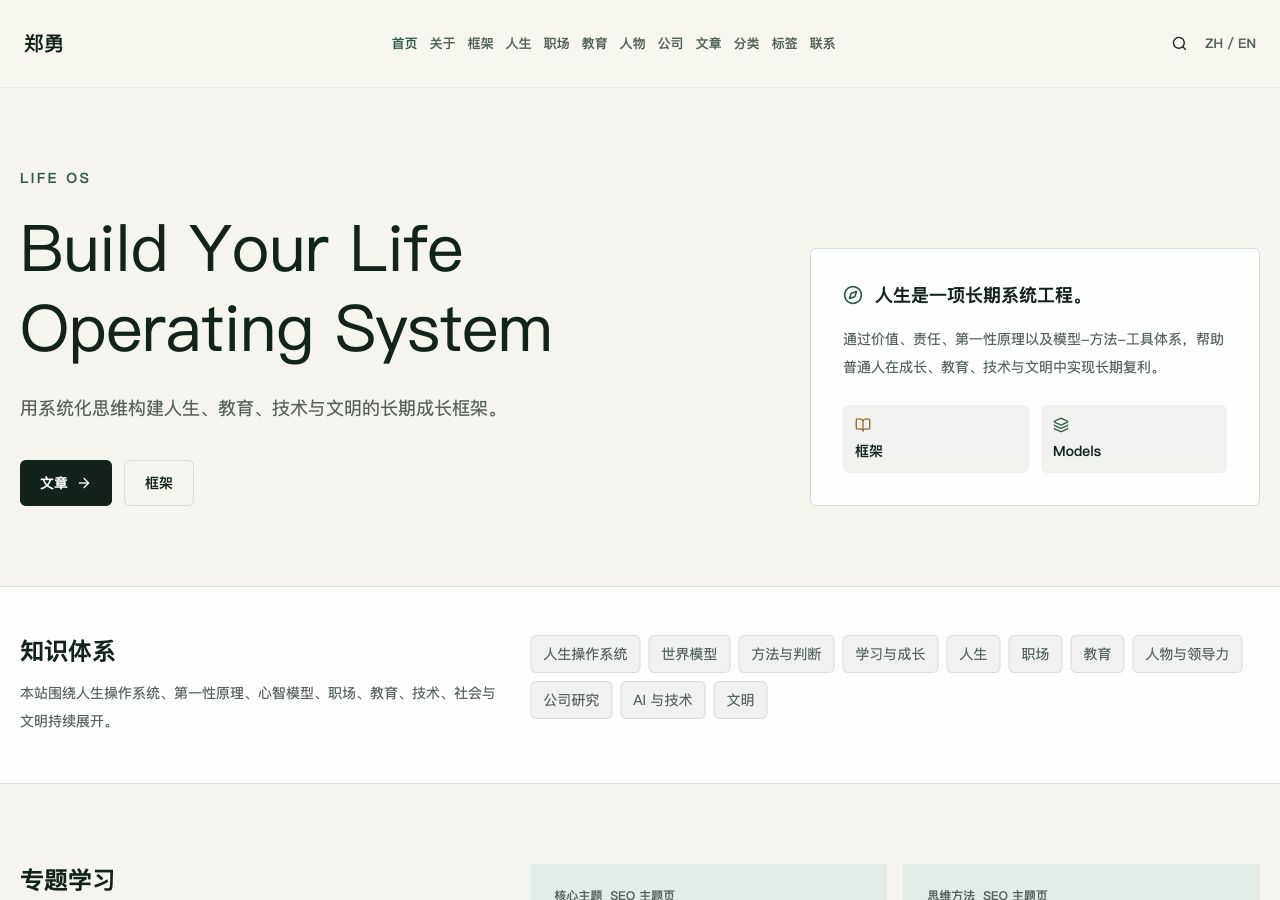 郑勇
首页 关于 框架 人生 职场 教育 人物 公司 文章 分类 标签 联系
ZH / EN
LIFE OS
Build Your Life
Operating System
用系统化思维构建人生、教育、技术与文明的长期成长框架。
文章
框架
人生是一项长期系统工程。
通过价值、责任、第一性原理以及模型-方法-工具体系，帮助
普通人在成长、教育、技术与文明中实现长期复利。
框架
Models
知识体系
本站围绕人生操作系统、第一性原理、心智模型、职场、教育、技术、社会与
文明持续展开。
人生操作系统 世界模型 方法与判断 学习与成长 人生 职场 教育 人物与领导力
公司研究 AI 与技术 文明
专题学习
核心主题 SEO 主题页
思维方法 SEO 主题页